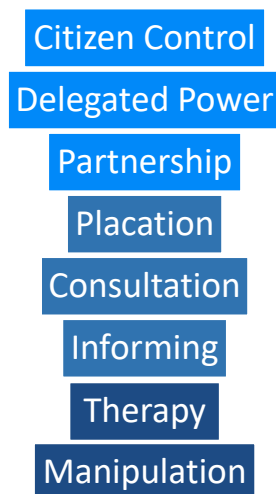 Citizen Control
Delegated Power
Partnership
Placation
Consultation
Informing
Therapy
Manipulation